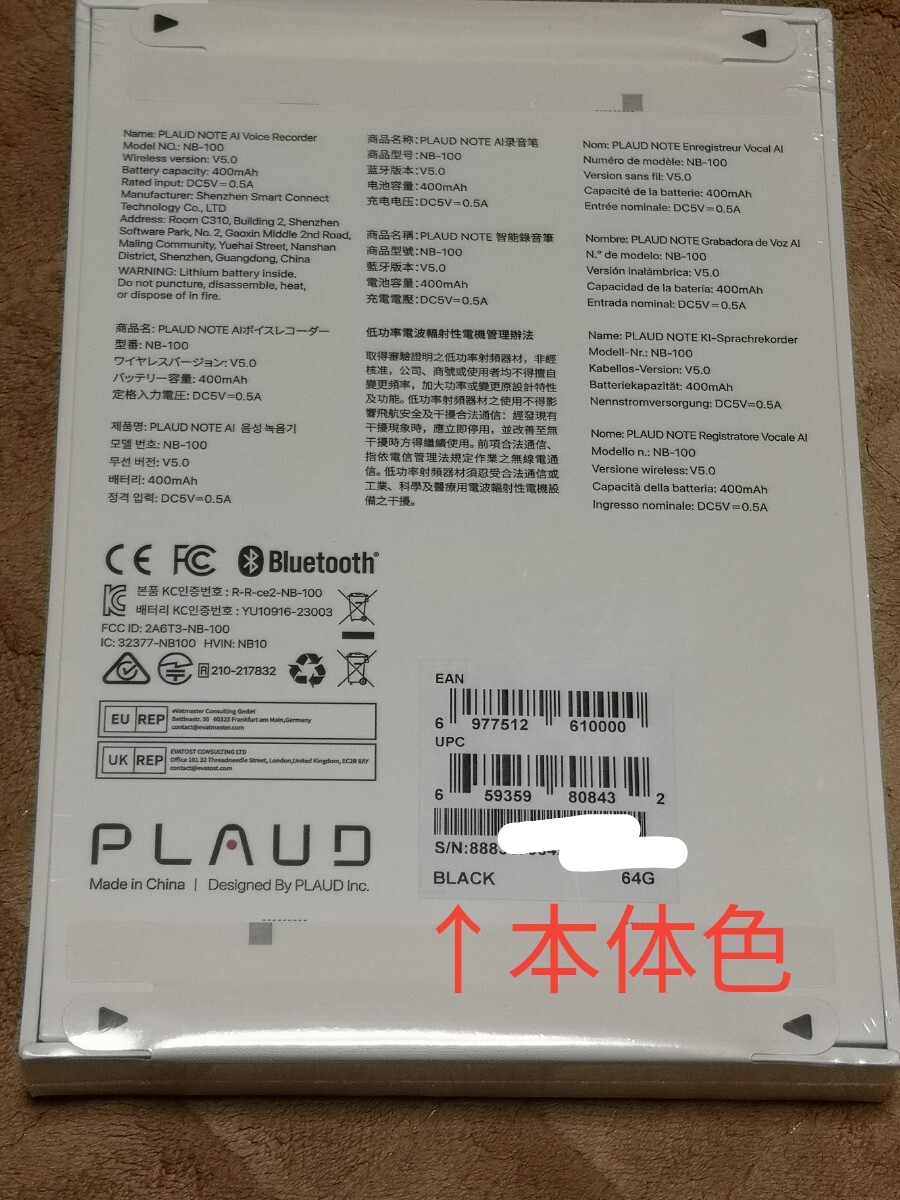 Name: PLAUD NOTE AI Voice Recorder
Model NO.: NB-100
Wireless version: V5.0
Battery capacity: 400mAh
Rated input: DC5V⎓0.5A
Manufacturer: Shenzhen Smart Connect
Technology Co., LTD
Address: Room C310, Building 2, Shenzhen
Software Park, No. 2, Gaoxin Middle 2nd Road,
Maling Community, Yuehai Street, Nanshan
District, Shenzhen, Guangdong, China
WARNING: Lithium battery inside.
Do not puncture, disassemble, heat,
or dispose of in fire.
商品名: PLAUD NOTE AIボイスレコーダー
型番: NB-100
ワイヤレスバージョン: V5.0
バッテリー容量: 400mAh
定格入力電圧: DC5V⎓0.5A
제품명: PLAUD NOTE AI 음성 녹음기
모델 번호: NB-100
무선 버전: V5.0
배터리: 400mAh
정격 입력: DC5V⎓0.5A
商品名称:PLAUD NOTE AI录音笔
商品型号:NB-100
蓝牙版本:V5.0
电池容量:400mAh
充电电压:DC5V⎓0.5A
商品名稱:PLAUD NOTE 智能錄音筆
商品型號:NB-100
藍牙版本:V5.0
電池容量:400mAh
充電電壓:DC5V⎓0.5A
低功率電波輻射性電機管理辦法
取得審驗證明之低功率射頻器材，非經
核准，公司、商號或使用者均不得擅自
變更頻率，加大功率或變更原設計特性
及功能。低功率射頻器材之使用不得影
響飛航安全及干擾合法通信；經發現有
干擾現象時，應立即停用，並改善至無
干擾時方得繼續使用。前項合法通信、
指依電信管理法規定作業之無線電通
信。低功率射頻器材須忍受合法通信或
工業、科學及醫療用電波輻射性電機設
備之干擾。
Nom: PLAUD NOTE Enregistreur Vocal AI
Numéro de modèle: NB-100
Version sans fil: V5.0
Capacité de la batterie: 400mAh
Entrée nominale: DC5V⎓0.5A
Nombre: PLAUD NOTE Grabadora de Voz AI
N.º de modelo: NB-100
Versión inalámbrica: V5.0
Capacidad de la batería: 400mAh
Entrada nominal: DC5V⎓0.5A
Name: PLAUD NOTE KI-Sprachrekorder
Modell-Nr.: NB-100
Kabellos-Version: V5.0
Batteriekapazität: 400mAh
Nennstromversorgung: DC5V⎓0.5A
Nome: PLAUD NOTE Registratore Vocale AI
Modello n.: NB-100
Versione wireless: V5.0
Capacità della batteria: 400mAh
Ingresso nominale: DC5V⎓0.5A
CE FC Bluetooth®
本품 KC인증번호 : R-R-ce2-NB-100
배터리 KC인증번호 : YU10916-23003
FCC ID: 2A6T3-NB-100
IC: 32377-NB100 HVIN: NB10
R 210-217832
EU REP
eVatmaster Consulting GmbH
Bettinastr. 30 60325 Frankfurt am Main,Germany
contact@evatmaster.com
UK REP
EVATOST CONSULTING LTD
Office 101 32 Threadneedle Street, London,United Kingdom, EC2R 8AY
contact@evatost.com
PLAUD
Made in China | Designed By PLAUD Inc.
EAN
6 977512 610000
UPC
6 59359 80843 2
S/N:888
BLACK 64G
↑本体色